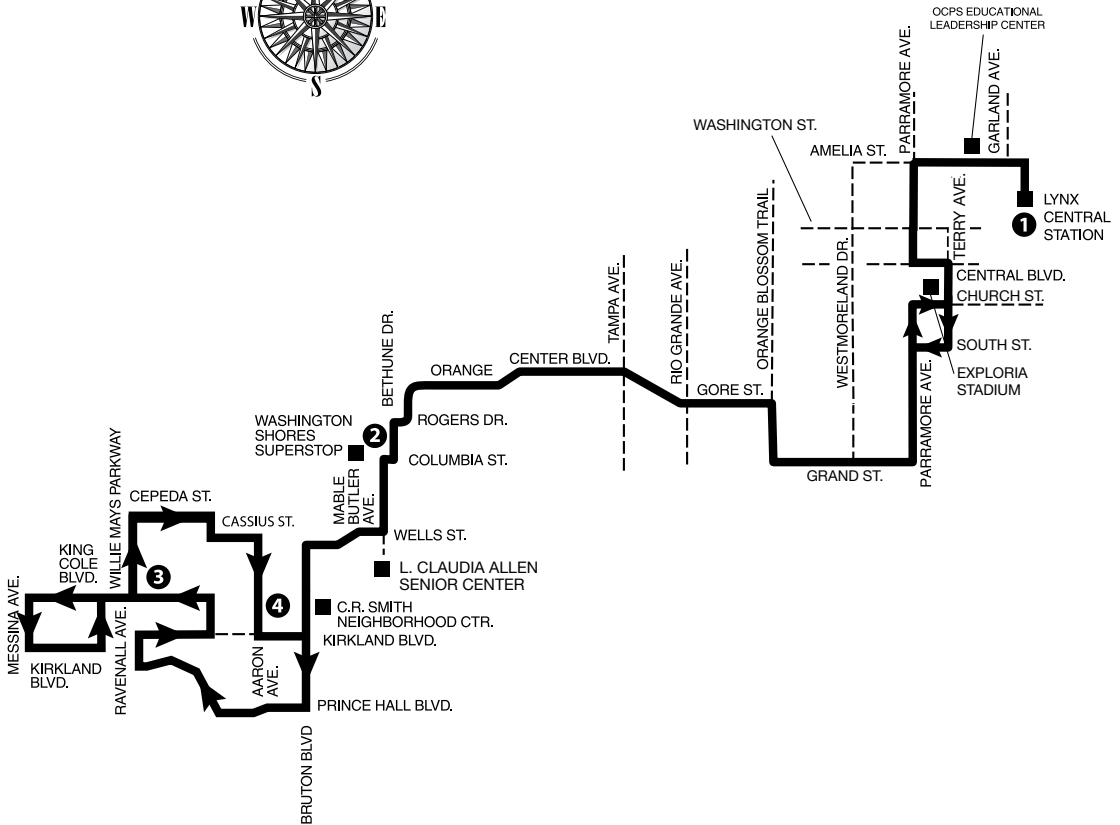 W
E
S
OCPS EDUCATIONAL
LEADERSHIP CENTER
PARRAMORE AVE.
GARLAND AVE.
WASHINGTON ST.
AMELIA ST.
TERRY AVE.
LYNX
1 CENTRAL
STATION
ORANGE BLOSSOM TRAIL
WESTMORELAND DR.
CENTRAL BLVD.
CHURCH ST.
SOUTH ST.
EXPLORIA
STADIUM
PARRAMORE AVE.
TAMPA AVE.
RIO GRANDE AVE.
BETHUNE DR.
ORANGE
CENTER BLVD.
GORE ST.
GRAND ST.
ROGERS DR.
WASHINGTON
SHORES
SUPERSTOP
2
COLUMBIA ST.
MABLE
BUTLER
AVE.
WILLIE MAYS PARKWAY
CEPEDA ST.
CASSIUS ST.
WELLS ST.
L. CLAUDIA ALLEN
SENIOR CENTER
KING
COLE
BLVD.
3
4
C.R. SMITH
NEIGHBORHOOD CTR.
KIRKLAND BLVD.
MESSINA AVE.
KIRKLAND
BLVD.
RAVENALL AVE.
AARON
AVE.
PRINCE HALL BLVD.
BRUTON BLVD